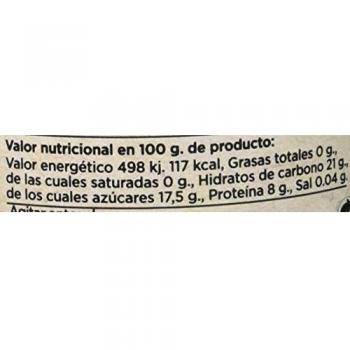 Valor nutricional en 100 g. de producto:
Valor energético 498 kj. 117 kcal, Grasas totales 0 g.,
de las cuales saturadas 0 g., Hidratos de carbono 21 g.,
de los cuales azúcares 17,5 g., Proteína 8 g., Sal 0.04 g.